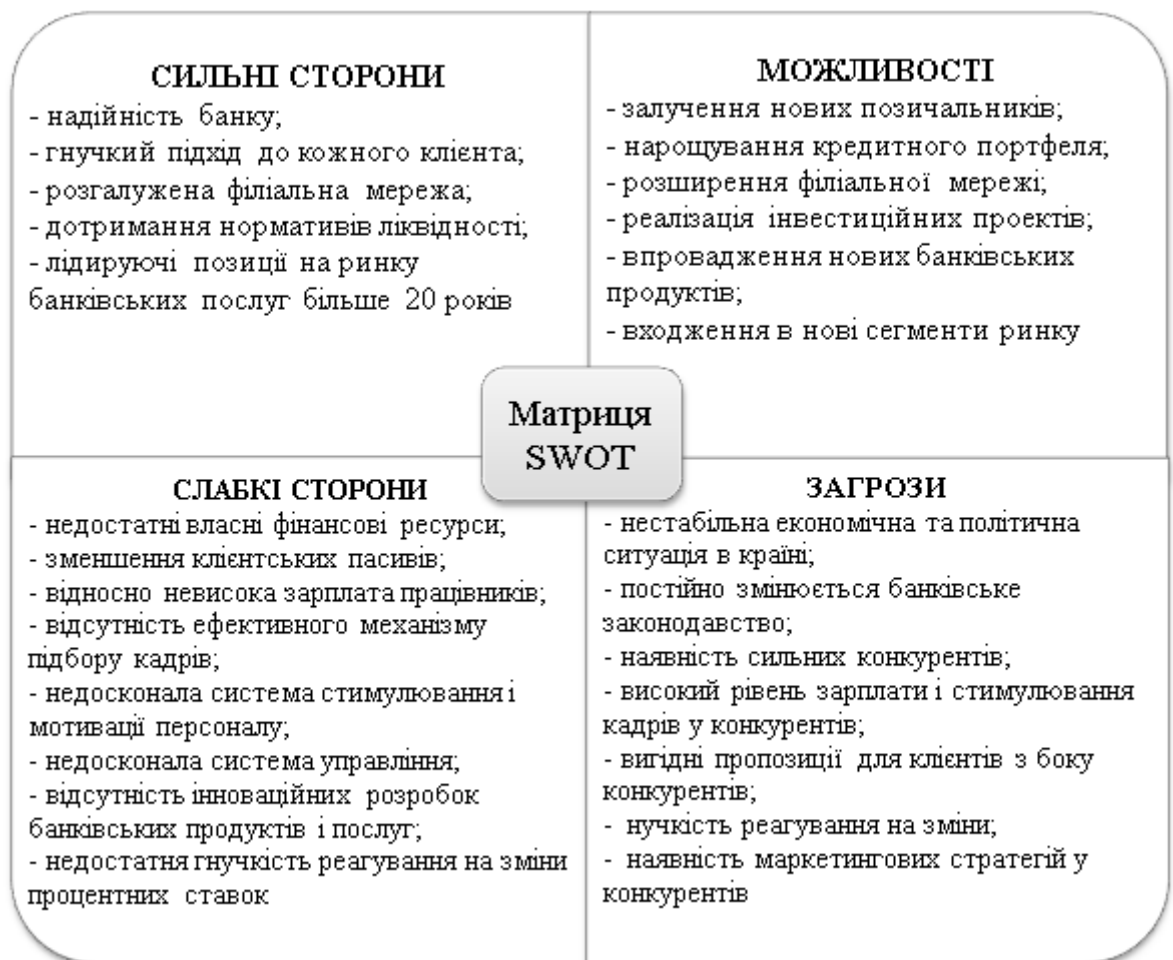 СИЛЬНІ СТОРОНИ
- надійність банку;
- гнучкий підхід до кожного клієнта;
- розгалужена філіальна мережа;
- дотримання нормативів ліквідності;
- лідируючі позиції на ринку
банківських послуг більше 20 років
МОЖЛИВОСТІ
- залучення нових позичальників;
- нарощування кредитного портфеля;
- розширення філіальної мережі;
- реалізація інвестиційних проектів;
- впровадження нових банківських
продуктів;
- входження в нові сегменти ринку
Матриця
SWOT
СЛАБКІ СТОРОНИ
- недостатні власні фінансові ресурси;
- зменшення клієнтських пасивів;
- відносно невисока зарплата працівників;
- відсутність ефективного механізму
підбору кадрів;
- недосконала система стимулювання і
мотивації персоналу;
- недосконала система управління;
- відсутність інноваційних розробок
банківських продуктів і послуг;
- недостатня гнучкість реагування на зміни
процентних ставок
ЗАГРОЗИ
- нестабільна економічна та політична
ситуація в країні;
- постійно змінюється банківське
законодавство;
- наявність сильних конкурентів;
- високий рівень зарплати і стимулювання
кадрів у конкурентів;
- вигідні пропозиції для клієнтів з боку
конкурентів;
- нучкість реагування на зміни;
- наявність маркетингових стратегій у
конкурентів